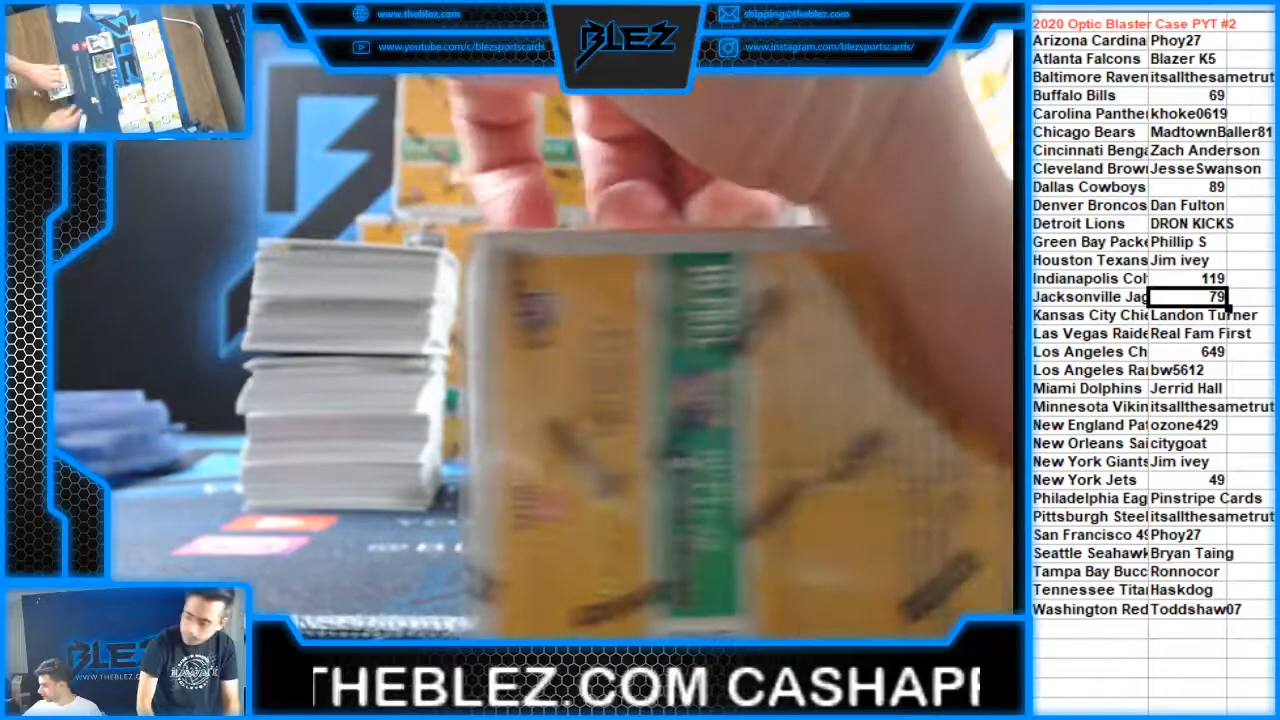 www.theblez.com
shipping@theblez.com
www.youtube.com/c/blezsportscards
www.instagram.com/blezsportscards/
BLEZ
2020 Optic Blaster Case PYT #2
Arizona Cardina Phoy27
Atlanta Falcons Blazer K5
Baltimore Raven itsallthesametrut
Buffalo Bills 69
Carolina Panther khoke0619
Chicago Bears MadtownBaller81
Cincinnati Benga Zach Anderson
Cleveland Brown JesseSwanson
Dallas Cowboys 89
Denver Broncos Dan Fulton
Detroit Lions DRON KICKS
Green Bay Packe Phillip S
Houston Texans Jim ivey
Indianapolis Col 119
Jacksonville Jag 79
Kansas City Chie Landon Turner
Las Vegas Raide Real Fam First
Los Angeles Ch 649
Los Angeles Ra bw5612
Miami Dolphins Jerrid Hall
Minnesota Vikin itsallthesametrut
New England Pat ozone429
New Orleans Sai citygoat
New York Giants Jim ivey
New York Jets 49
Philadelphia Eag Pinstripe Cards
Pittsburgh Steel itsallthesametrut
San Francisco 49 Phoy27
Seattle Seahawk Bryan Taing
Tampa Bay Bucc Ronnocor
Tennessee Titan Haskdog
Washington Red Toddshaw07
BLEZ
THEBLEZ.COM CASHAPP